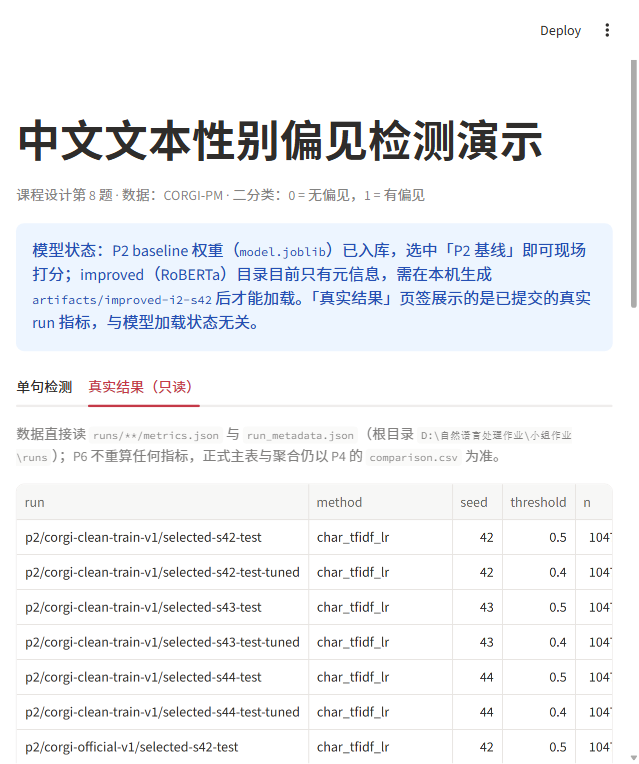 Deploy
中文文本性别偏见检测演示
课程设计第 8 题 · 数据：CORGI-PM · 二分类：0 = 无偏见，1 = 有偏见
模型状态：P2 baseline 权重（model.joblib）已入库，选中「P2 基线」即可现场
打分；improved（RoBERTa）目录目前只有元信息，需在本机生成
artifacts/improved-i2-s42 后才能加载。「真实结果」页签展示的是已提交的真实
run 指标，与模型加载状态无关。
单句检测 真实结果（只读）
数据直接读 runs/**/metrics.json 与 run_metadata.json （根目录 D:\自然语言处理作业\小组作业
\runs ）；P6 不重算任何指标，正式主表与聚合仍以 P4 的 comparison.csv 为准。
run method seed threshold n
p2/corgi-clean-train-v1/selected-s42-test char_tfidf_lr 42 0.5 104
p2/corgi-clean-train-v1/selected-s42-test-tuned char_tfidf_lr 42 0.4 104
p2/corgi-clean-train-v1/selected-s43-test char_tfidf_lr 43 0.5 104
p2/corgi-clean-train-v1/selected-s43-test-tuned char_tfidf_lr 43 0.4 104
p2/corgi-clean-train-v1/selected-s44-test char_tfidf_lr 44 0.5 104
p2/corgi-clean-train-v1/selected-s44-test-tuned char_tfidf_lr 44 0.4 104
p2/corgi-official-v1/selected-s42-test char_tfidf_lr 42 0.5 104